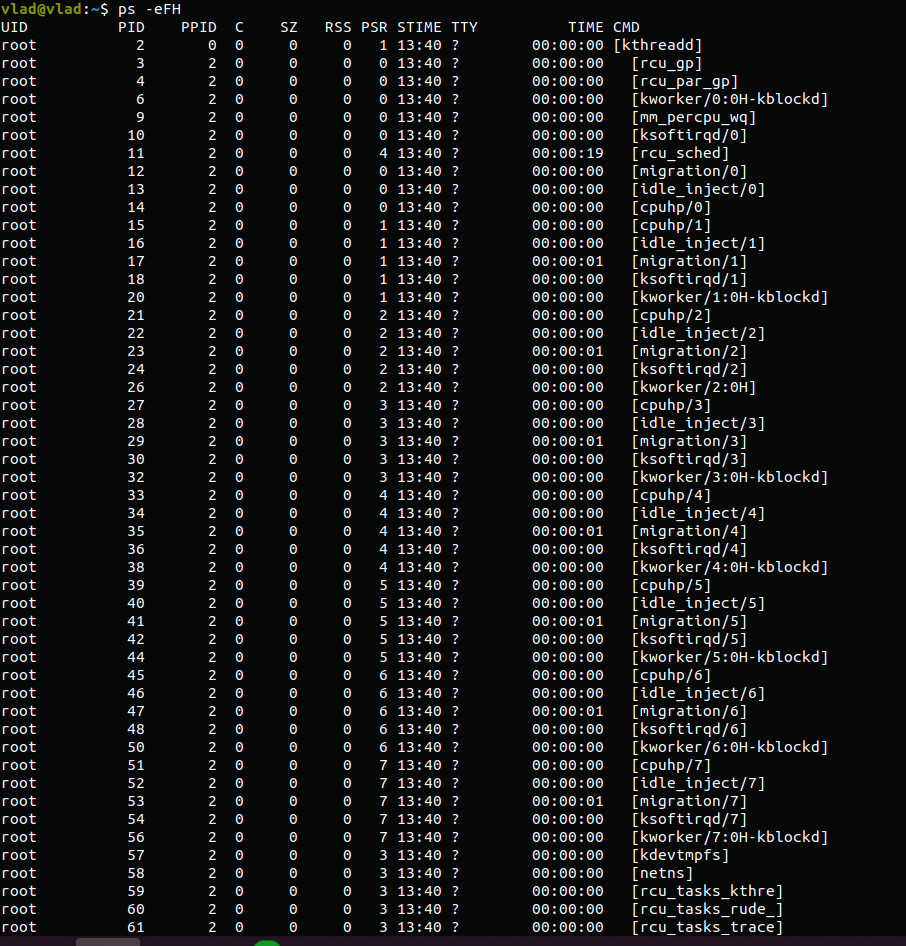 vlad@vlad:~$ ps -eFH
UID          PID    PPID  C    SZ   RSS PSR STIME TTY          TIME CMD
root           2       0  0     0     0   1 13:40 ?        00:00:00 [kthreadd]
root           3       2  0     0     0   0 13:40 ?        00:00:00   [rcu_gp]
root           4       2  0     0     0   0 13:40 ?        00:00:00   [rcu_par_gp]
root           6       2  0     0     0   0 13:40 ?        00:00:00   [kworker/0:0H-kblockd]
root           9       2  0     0     0   0 13:40 ?        00:00:00   [mm_percpu_wq]
root          10       2  0     0     0   0 13:40 ?        00:00:00   [ksoftirqd/0]
root          11       2  0     0     0   4 13:40 ?        00:00:19   [rcu_sched]
root          12       2  0     0     0   0 13:40 ?        00:00:00   [migration/0]
root          13       2  0     0     0   0 13:40 ?        00:00:00   [idle_inject/0]
root          14       2  0     0     0   0 13:40 ?        00:00:00   [cpuhp/0]
root          15       2  0     0     0   1 13:40 ?        00:00:00   [cpuhp/1]
root          16       2  0     0     0   1 13:40 ?        00:00:00   [idle_inject/1]
root          17       2  0     0     0   1 13:40 ?        00:00:01   [migration/1]
root          18       2  0     0     0   1 13:40 ?        00:00:00   [ksoftirqd/1]
root          20       2  0     0     0   1 13:40 ?        00:00:00   [kworker/1:0H-kblockd]
root          21       2  0     0     0   2 13:40 ?        00:00:00   [cpuhp/2]
root          22       2  0     0     0   2 13:40 ?        00:00:00   [idle_inject/2]
root          23       2  0     0     0   2 13:40 ?        00:00:01   [migration/2]
root          24       2  0     0     0   2 13:40 ?        00:00:00   [ksoftirqd/2]
root          26       2  0     0     0   2 13:40 ?        00:00:00   [kworker/2:0H]
root          27       2  0     0     0   3 13:40 ?        00:00:00   [cpuhp/3]
root          28       2  0     0     0   3 13:40 ?        00:00:00   [idle_inject/3]
root          29       2  0     0     0   3 13:40 ?        00:00:01   [migration/3]
root          30       2  0     0     0   3 13:40 ?        00:00:00   [ksoftirqd/3]
root          32       2  0     0     0   3 13:40 ?        00:00:00   [kworker/3:0H-kblockd]
root          33       2  0     0     0   4 13:40 ?        00:00:00   [cpuhp/4]
root          34       2  0     0     0   4 13:40 ?        00:00:00   [idle_inject/4]
root          35       2  0     0     0   4 13:40 ?        00:00:01   [migration/4]
root          36       2  0     0     0   4 13:40 ?        00:00:00   [ksoftirqd/4]
root          38       2  0     0     0   4 13:40 ?        00:00:00   [kworker/4:0H-kblockd]
root          39       2  0     0     0   5 13:40 ?        00:00:00   [cpuhp/5]
root          40       2  0     0     0   5 13:40 ?        00:00:00   [idle_inject/5]
root          41       2  0     0     0   5 13:40 ?        00:00:01   [migration/5]
root          42       2  0     0     0   5 13:40 ?        00:00:00   [ksoftirqd/5]
root          44       2  0     0     0   5 13:40 ?        00:00:00   [kworker/5:0H-kblockd]
root          45       2  0     0     0   6 13:40 ?        00:00:00   [cpuhp/6]
root          46       2  0     0     0   6 13:40 ?        00:00:00   [idle_inject/6]
root          47       2  0     0     0   6 13:40 ?        00:00:01   [migration/6]
root          48       2  0     0     0   6 13:40 ?        00:00:00   [ksoftirqd/6]
root          50       2  0     0     0   6 13:40 ?        00:00:00   [kworker/6:0H-kblockd]
root          51       2  0     0     0   7 13:40 ?        00:00:00   [cpuhp/7]
root          52       2  0     0     0   7 13:40 ?        00:00:00   [idle_inject/7]
root          53       2  0     0     0   7 13:40 ?        00:00:01   [migration/7]
root          54       2  0     0     0   7 13:40 ?        00:00:00   [ksoftirqd/7]
root          56       2  0     0     0   7 13:40 ?        00:00:00   [kworker/7:0H-kblockd]
root          57       2  0     0     0   3 13:40 ?        00:00:00   [kdevtmpfs]
root          58       2  0     0     0   3 13:40 ?        00:00:00   [netns]
root          59       2  0     0     0   3 13:40 ?        00:00:00   [rcu_tasks_kthre]
root          60       2  0     0     0   3 13:40 ?        00:00:00   [rcu_tasks_rude_]
root          61       2  0     0     0   3 13:40 ?        00:00:00   [rcu_tasks_trace]